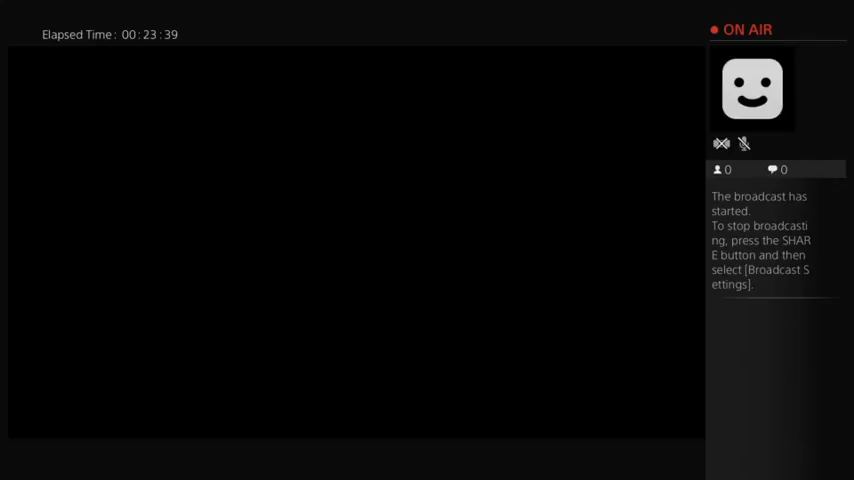 Elapsed Time: 00:23:39
ON AIR
0 0
The broadcast has
started.
To stop broadcasti
ng, press the SHAR
E button and then
select [Broadcast S
ettings].